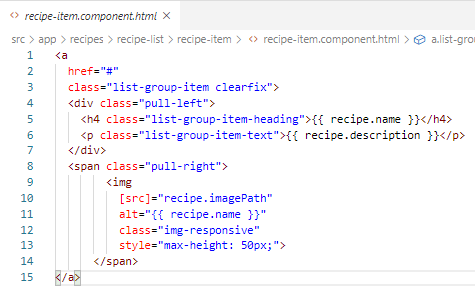 recipe-item.component.html ×
src > app > recipes > recipe-list > recipe-item > <> recipe-item.component.html > a.list-group
1 <a
2   href="#"
3   class="list-group-item clearfix">
4   <div class="pull-left">
5     <h4 class="list-group-item-heading">{{ recipe.name }}</h4>
6     <p class="list-group-item-text">{{ recipe.description }}</p>
7   </div>
8   <span class="pull-right">
9         <img
10           [src]="recipe.imagePath"
11           alt="{{ recipe.name }}"
12           class="img-responsive"
13           style="max-height: 50px;">
14       </span>
15 </a>